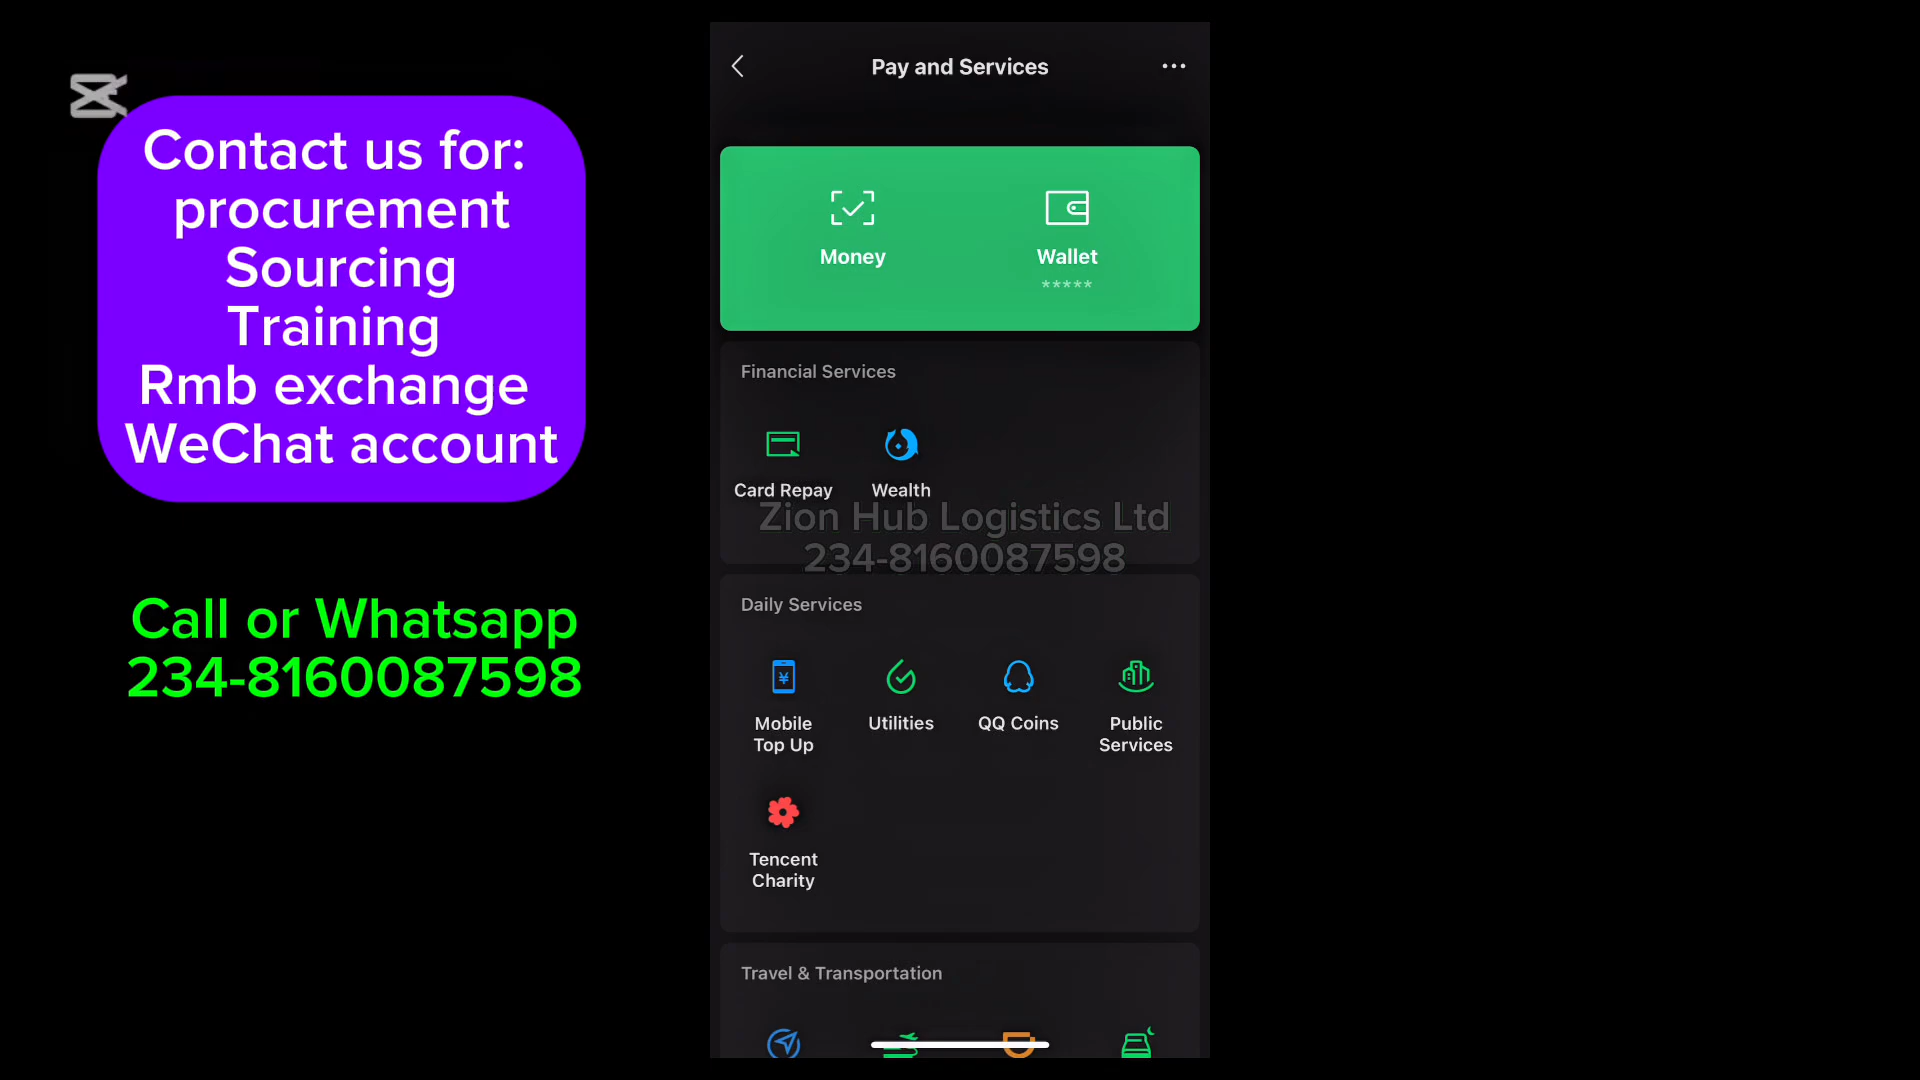 Contact us for:
procurement
Sourcing
Training
Rmb exchange
WeChat account
Call or Whatsapp
234-8160087598
Pay and Services
Money
Wallet
*****
Financial Services
Card Repay
Wealth
Zion Hub Logistics Ltd
234-8160087598
Daily Services
Mobile
Top Up
Utilities
QQ Coins
Public
Services
Tencent
Charity
Travel & Transportation